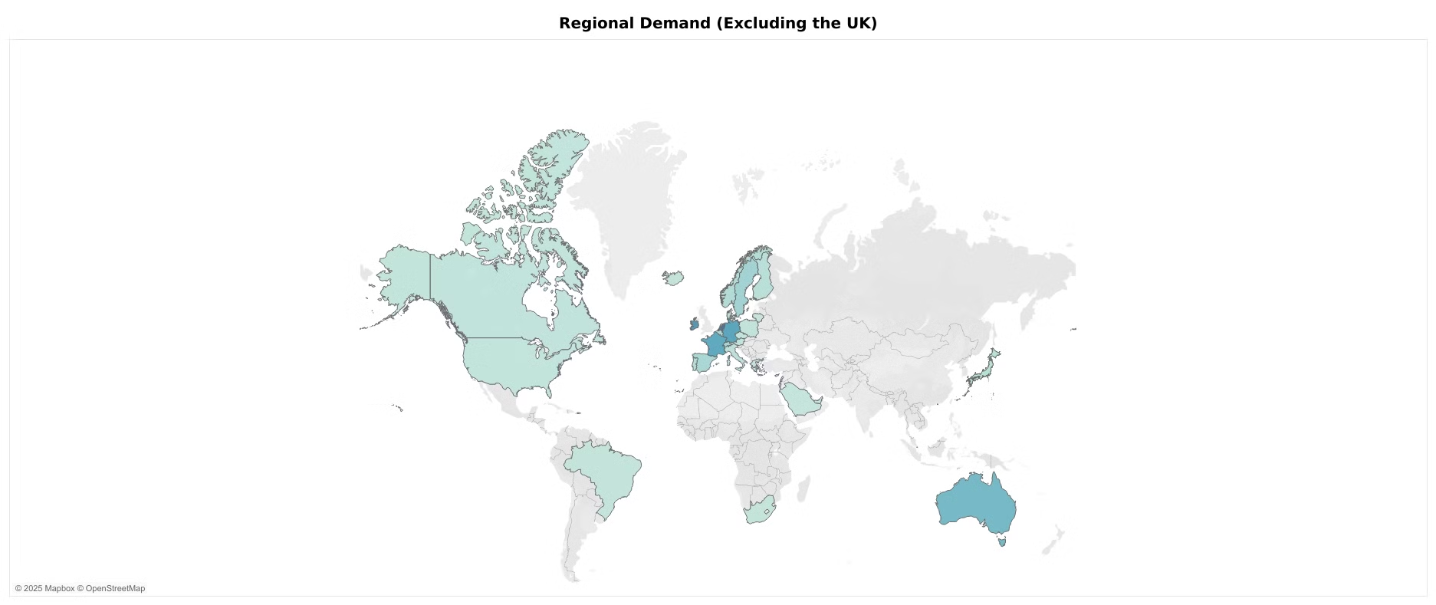 Regional Demand (Excluding the UK)
© 2025 Mapbox © OpenStreetMap